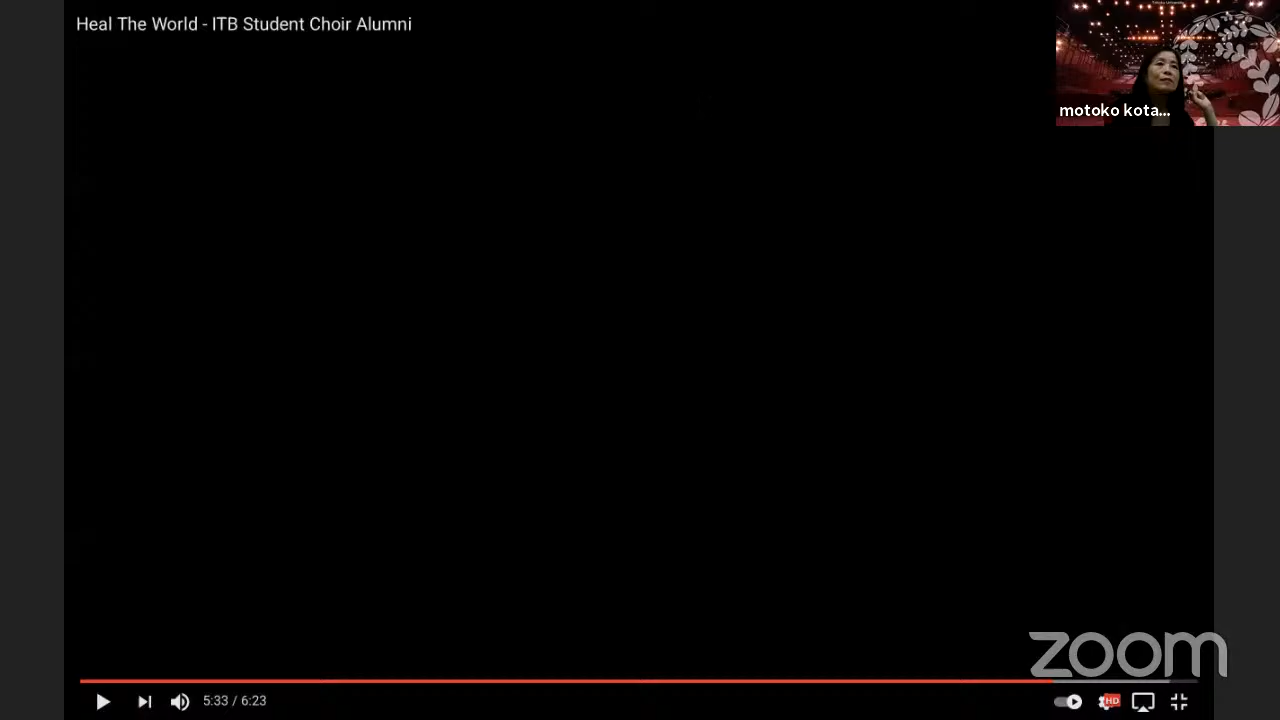 Heal The World - ITB Student Choir Alumni
motoko kota...
zoom
5:33 / 6:23
HD